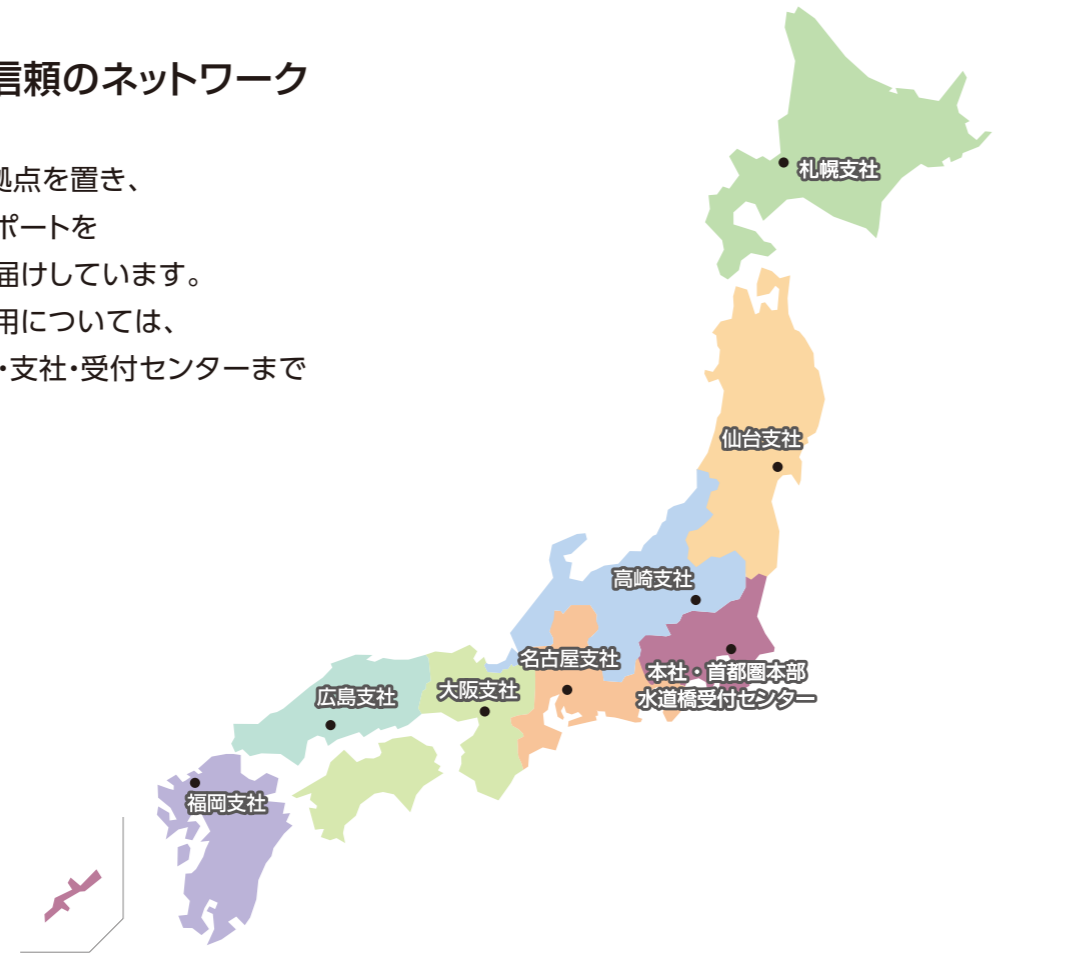 信頼のネットワーク
拠点を置き、
ポートを
届けしています。
用については、
・支社・受付センターまで
札幌支社
仙台支社
高崎支社
名古屋支社
本社・首都圏本部
水道橋受付センター
大阪支社
広島支社
福岡支社